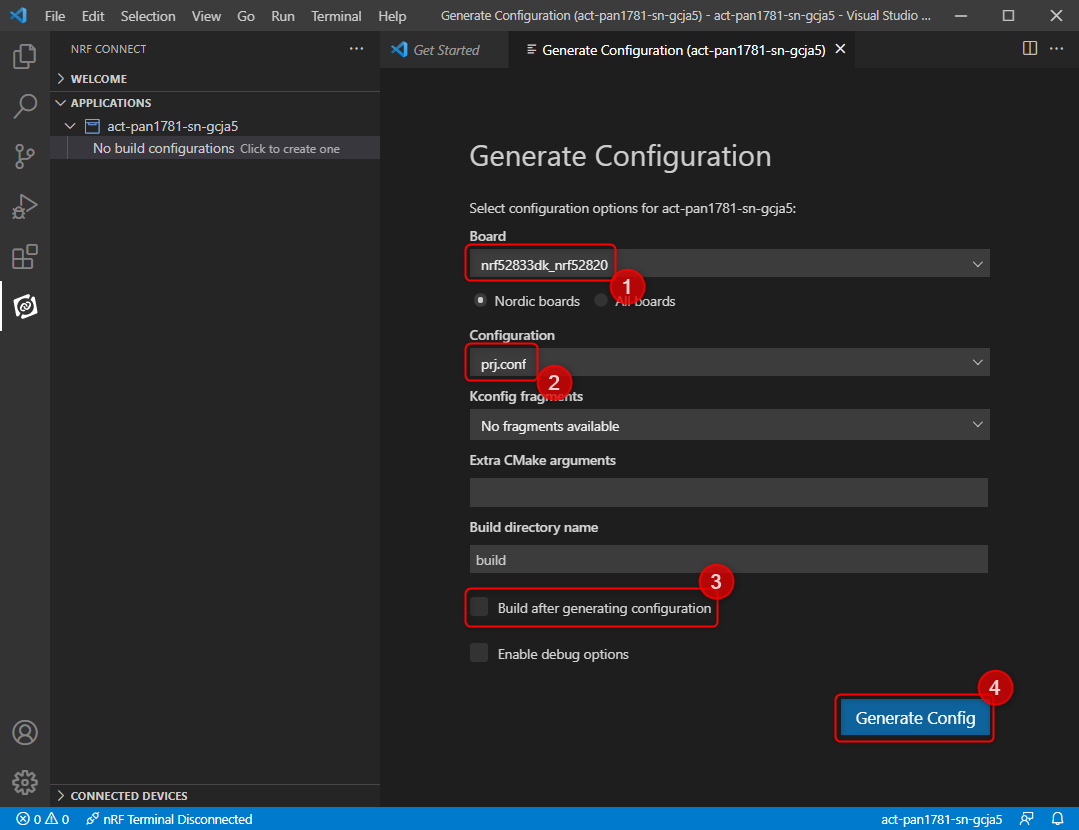 File Edit Selection View Go Run Terminal Help Generate Configuration (act-pan1781-sn-gcja5) - act-pan1781-sn-gcja5 - Visual Studio ...
NRF CONNECT ...
Get Started
Generate Configuration (act-pan1781-sn-gcja5)
WELCOME
APPLICATIONS
act-pan1781-sn-gcja5
No build configurations Click to create one
Generate Configuration
Select configuration options for act-pan1781-sn-gcja5:
Board
nrf52833dk_nrf52820
1
Nordic boards All boards
Configuration
prj.conf
2
Kconfig fragments
No fragments available
Extra CMake arguments
Build directory name
build
3
Build after generating configuration
Enable debug options
4
Generate Config
CONNECTED DEVICES
0 0 nRF Terminal Disconnected act-pan1781-sn-gcja5